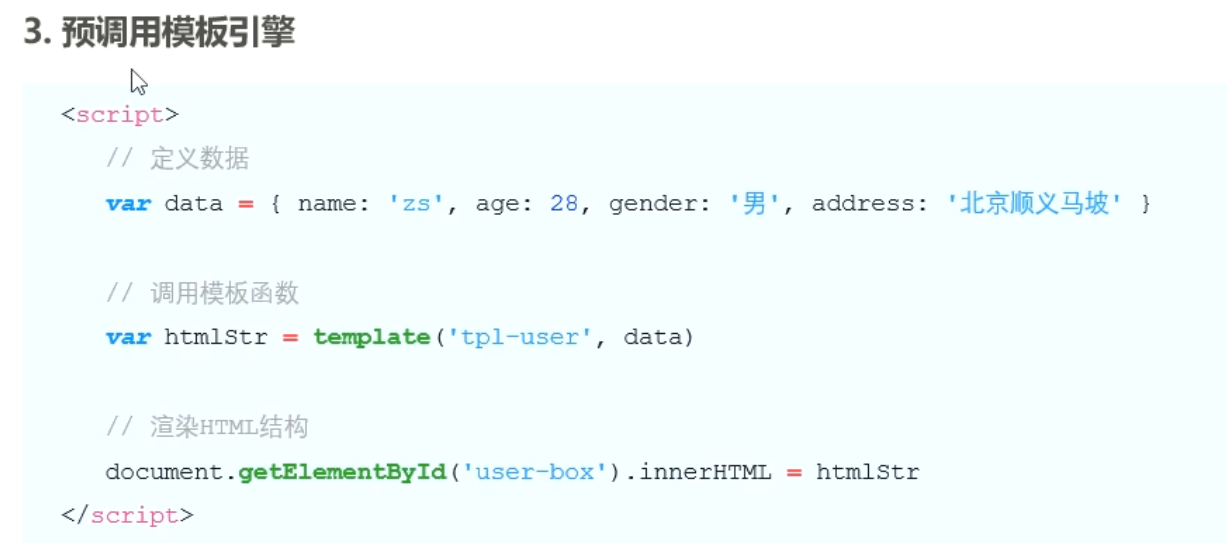 3. 预调用模板引擎
<script>
// 定义数据
var data = { name: 'zs', age: 28, gender: '男', address: '北京顺义马坡' }
// 调用模板函数
var htmlStr = template('tpl-user', data)
// 渲染HTML结构
document.getElementById('user-box').innerHTML = htmlStr
</script>